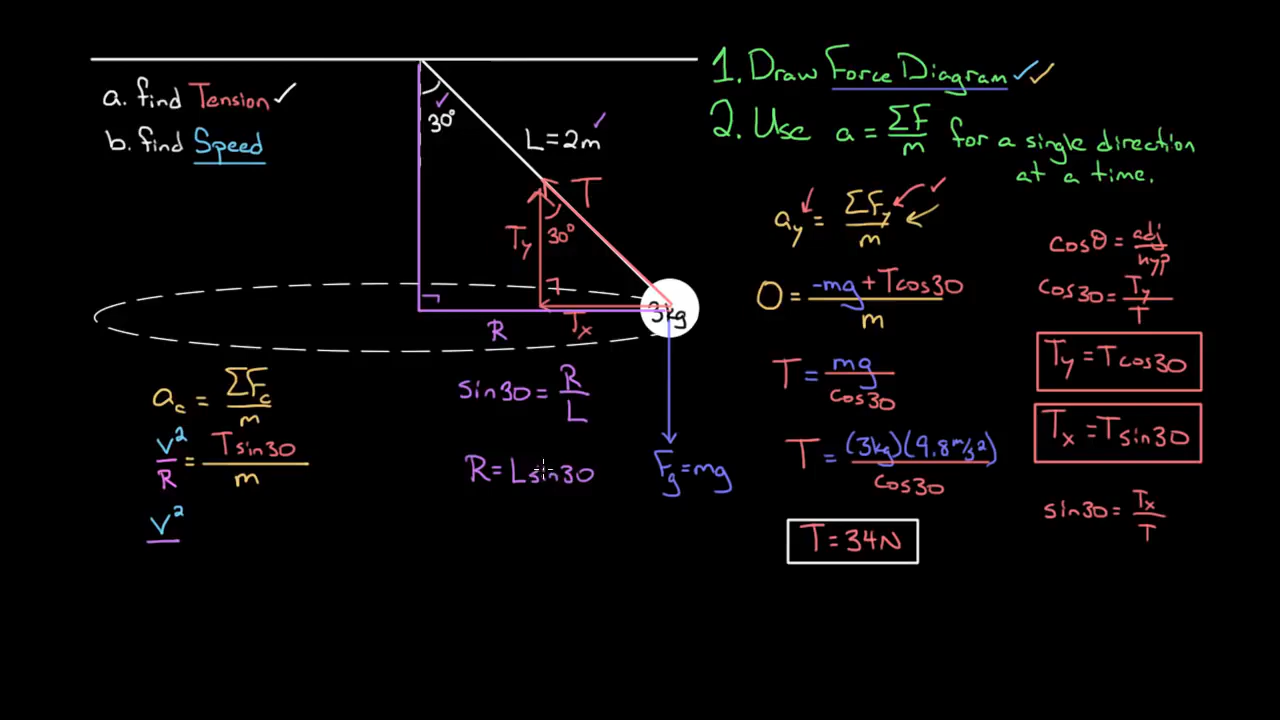 a. find Tension ✓
b. find Speed
30°
L = 2m
T
Ty
30°
Tx
R
3kg
Fg = mg
ac = ΣFc / m
v² / R = Tsin30 / m
v²
sin30 = R / L
R = Lsin30
1. Draw Force Diagram ✓✓
2. Use a = ΣF / m for a single direction
at a time.
ay = ΣFy / m
0 = -mg + Tcos30 / m
T = mg / cos30
T = (3kg)(9.8m/s²) / cos30
T = 34N
cosθ = adj / hyp
cos30 = Ty / T
Ty = Tcos30
Tx = Tsin30
sin30 = Tx / T